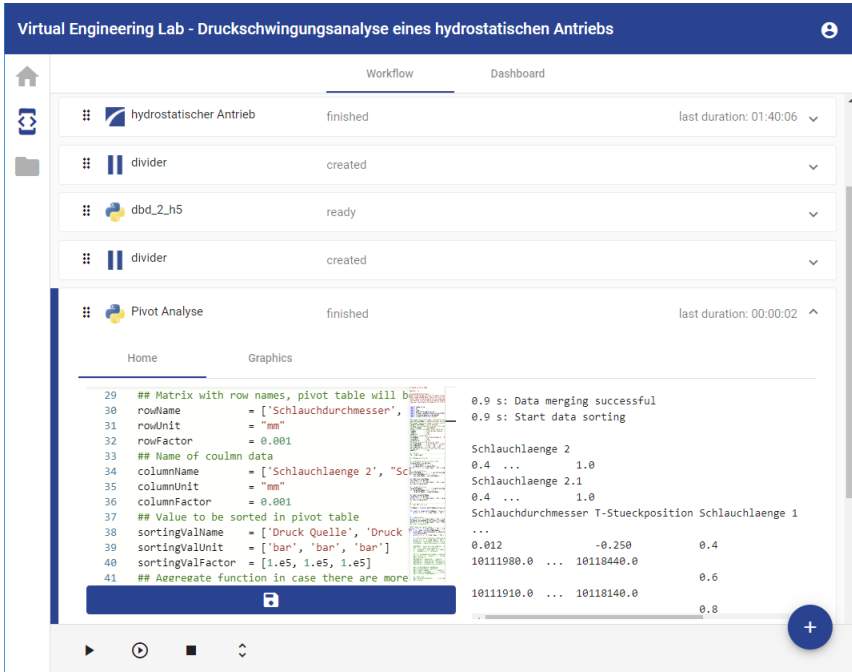 Virtual Engineering Lab - Druckschwingungsanalyse eines hydrostatischen Antriebs
Workflow Dashboard
hydrostatischer Antrieb finished last duration: 01:40:06
divider created
dbd_2_h5 ready
divider created
Pivot Analyse finished last duration: 00:00:02
Home Graphics
29 ## Matrix with row names, pivot table will b
30 rowName = ['Schlauchdurchmesser',
31 rowUnit = "mm"
32 rowFactor = 0.001
33 ## Name of coulmn data
34 columnName = ['Schlauchlaenge 2', "Sc
35 columnUnit = "mm"
36 columnFactor = 0.001
37 ## Value to be sorted in pivot table
38 sortingValName = ['Druck Quelle', 'Druck
39 sortingValUnit = ['bar', 'bar', 'bar']
40 sortingValFactor = [1.e5, 1.e5, 1.e5]
41 ## Aggregate function in case there are more
0.9 s: Data merging successful
0.9 s: Start data sorting
Schlauchlaenge 2
0.4 ... 1.0
Schlauchlaenge 2.1
0.4 ... 1.0
Schlauchdurchmesser T-Stueckposition Schlauchlaenge 1
...
0.012 -0.250 0.4
10111980.0 ... 10118440.0
0.6
10111910.0 ... 10118140.0
0.8